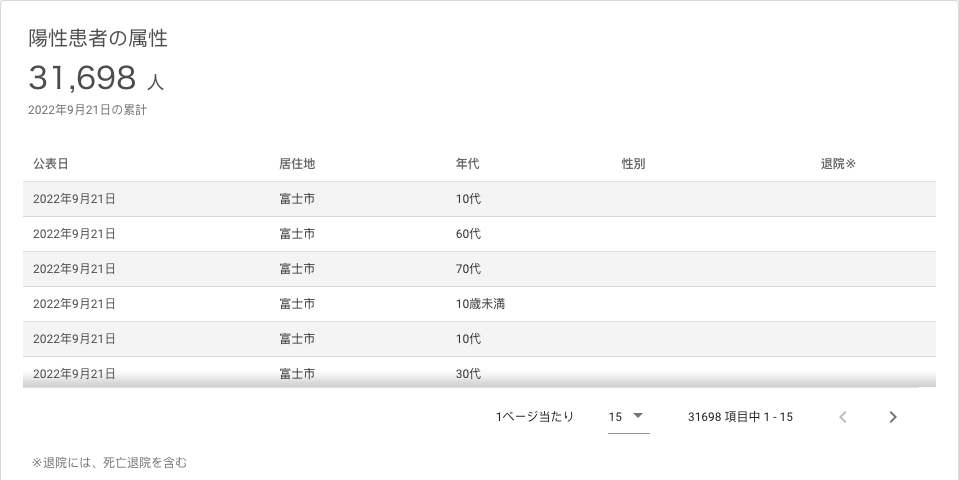 陽性患者の属性
31,698 人
2022年9月21日の累計
公表日 居住地 年代 性別 退院※
2022年9月21日 富士市 10代
2022年9月21日 富士市 60代
2022年9月21日 富士市 70代
2022年9月21日 富士市 10歳未満
2022年9月21日 富士市 10代
2022年9月21日 富士市 30代
1ページ当たり 15 31698 項目中 1 - 15
※退院には、死亡退院を含む